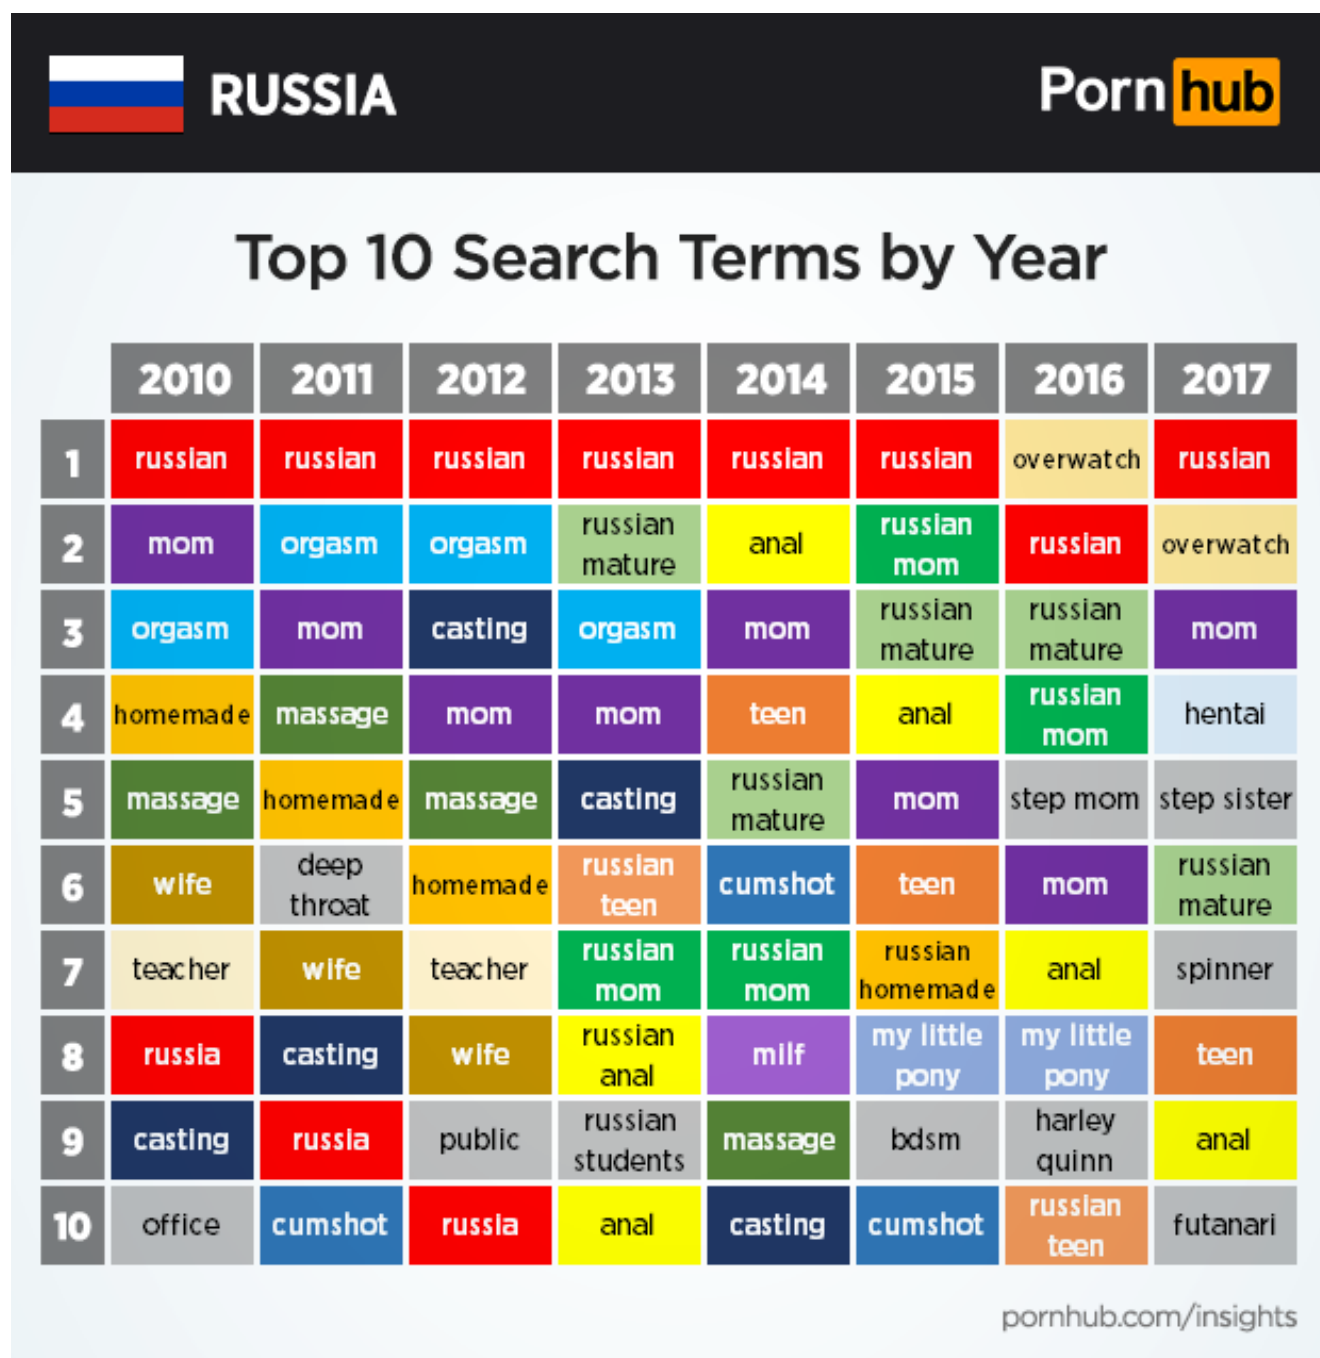 RUSSIA
Pornhub
Top 10 Search Terms by Year
2010 2011 2012 2013 2014 2015 2016 2017
1 russian russian russian russian russian russian overwatch russian
2 mom orgasm orgasm russian mature anal russian mom russian overwatch
3 orgasm mom casting orgasm mom russian mature russian mature mom
4 homemade massage mom mom teen anal russian mom hentai
5 massage homemade massage casting russian mature mom step mom step sister
6 wife deep throat homemade russian teen cumshot teen mom russian mature
7 teacher wife teacher russian mom russian mom russian homemade anal spinner
8 russia casting wife russian anal milf my little pony my little pony teen
9 casting russia public russian students massage bdsm harley quinn anal
10 office cumshot russia anal casting cumshot russian teen futanari
pornhub.com/insights